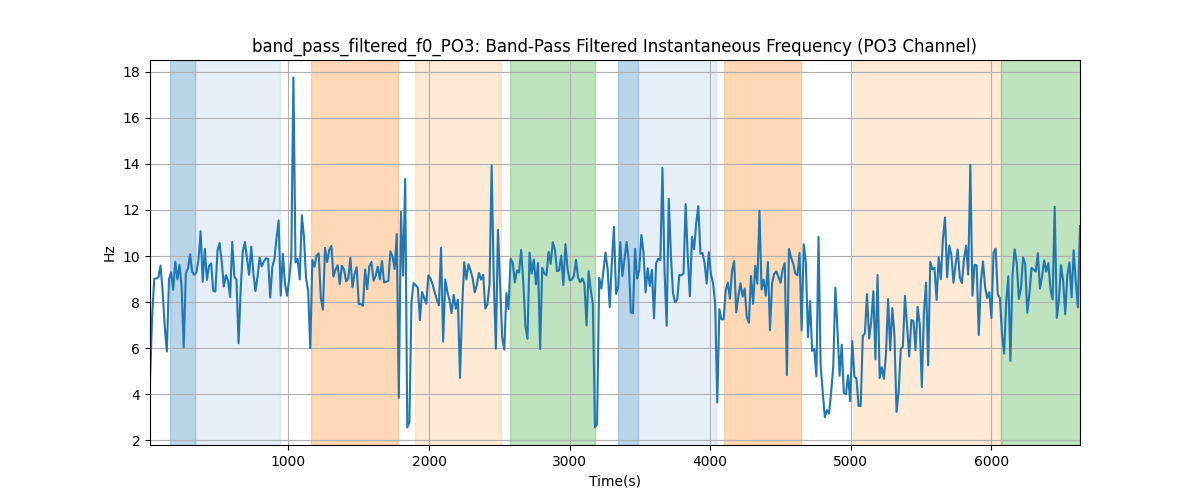 band_pass_filtered_f0_PO3: Band-Pass Filtered Instantaneous Frequency (PO3 Channel)
18
16
14
12
10
8
6
4
2
Hz
1000 2000 3000 4000 5000 6000
Time(s)